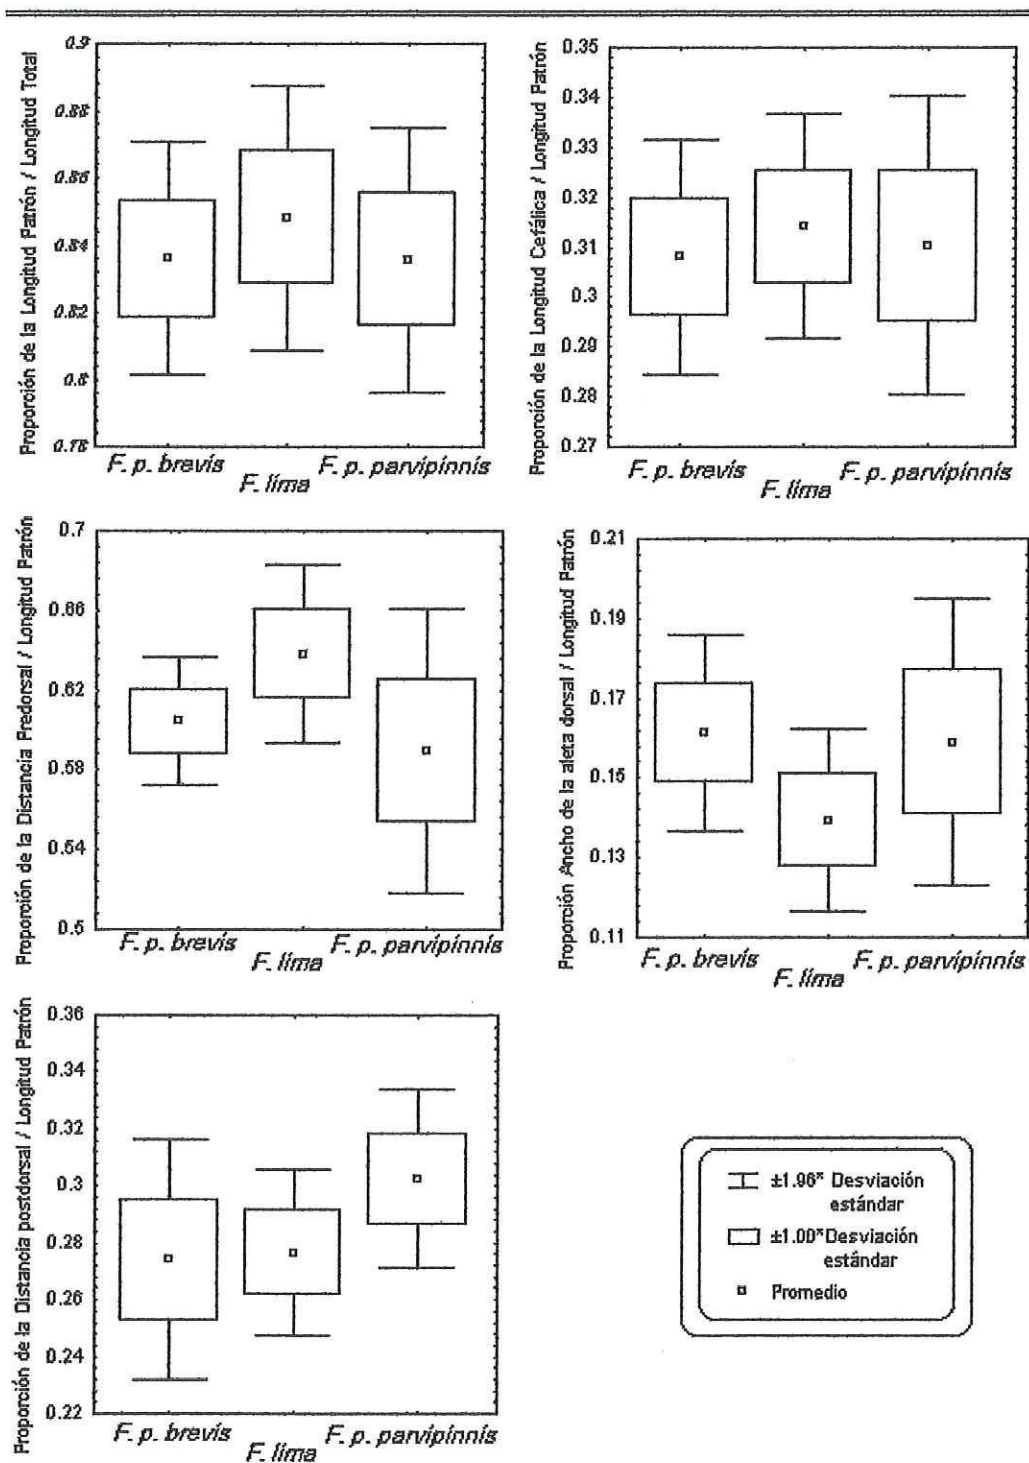 Proporción de la Longitud Patrón / Longitud Total
0.9
0.88
0.86
0.84
0.82
0.8
0.78
F. p. brevis
F. lima
F. p. parvipinnis
Proporción de la Longitud Cefálica / Longitud Patrón
0.35
0.34
0.33
0.32
0.31
0.3
0.29
0.28
0.27
F. p. brevis
F. lima
F. p. parvipinnis
Proporción de la Distancia Predorsal / Longitud Patrón
0.7
0.66
0.62
0.58
0.54
0.5
F. p. brevis
F. lima
F. p. parvipinnis
Proporción Ancho de la aleta dorsal / Longitud Patrón
0.21
0.19
0.17
0.15
0.13
0.11
F. p. brevis
F. lima
F. p. parvipinnis
Proporción de la Distancia postdorsal / Longitud Patrón
0.36
0.34
0.32
0.3
0.28
0.26
0.24
0.22
F. p. brevis
F. lima
F. p. parvipinnis
±1.96* Desviación
estándar
±1.00*Desviación
estándar
Promedio